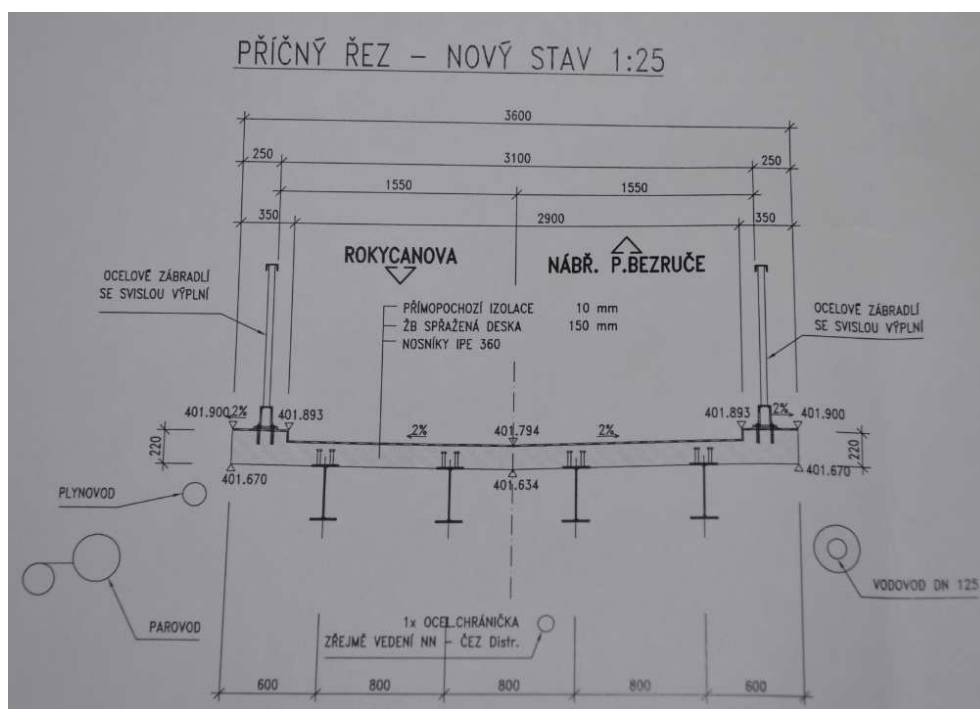 PŘÍČNÝ ŘEZ – NOVÝ STAV 1:25
3600
250
3100
250
1550
1550
350
2900
350
ROKYCANOVA
NÁBŘ. P.BEZRUČE
OCELOVÉ ZÁBRADLÍ
SE SVISLOU VÝPLNÍ
PŘÍMOPOCHOZÍ IZOLACE 10 mm
ŽB SPŘAŽENÁ DESKA 150 mm
NOSNÍKY IPE 360
OCELOVÉ ZÁBRADLÍ
SE SVISLOU VÝPLNÍ
401.900
2%
401.893
2%
401.794
2%
401.893
2%
401.900
220
220
401.670
401.634
401.670
PLYNOVOD
PAROVOD
VODOVOD DN 125
1x OCEL.CHRÁNIČKA
ZŘEJMĚ VEDENÍ NN – ČEZ Distr.
600
800
800
800
600